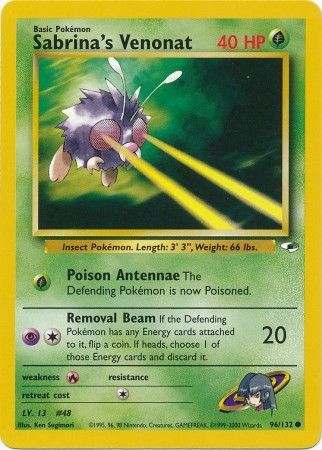 Basic Pokémon
Sabrina's Venonat 40 HP
Insect Pokémon. Length: 3' 3", Weight: 66 lbs.
Poison Antennae The
Defending Pokémon is now Poisoned.
Removal Beam If the Defending
Pokémon has any Energy cards attached
to it, flip a coin. If heads, choose 1 of
those Energy cards and discard it.
20
weakness resistance
retreat cost
LV. 13 #48
Illus. Ken Sugimori ©1995, 96, 98 Nintendo, Creatures, GAMEFREAK. ©1999-2000 Wizards. 96/132